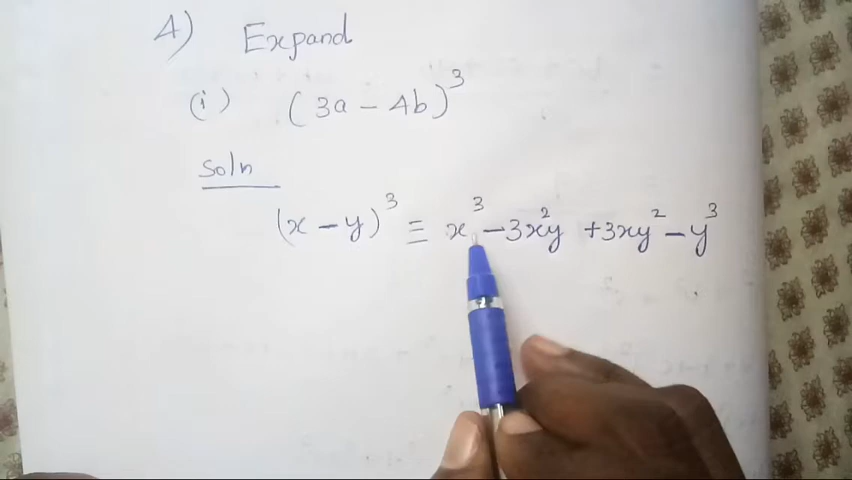 4) Expand
(i) (3a - 4b)³
Soln
(x - y)³ ≡ x³ - 3x²y + 3xy² - y³